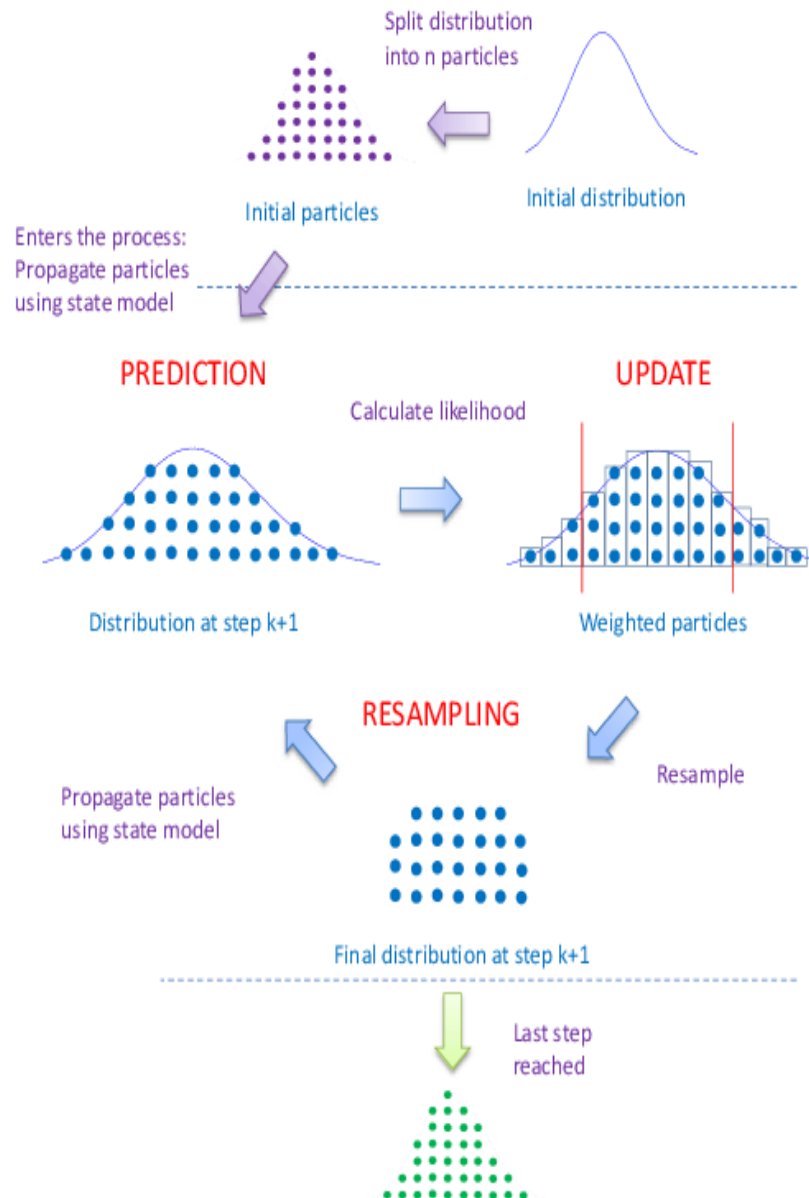 Split distribution
into n particles
Initial particles
Initial distribution
Enters the process:
Propagate particles
using state model
PREDICTION
UPDATE
Calculate likelihood
Distribution at step k+1
Weighted particles
RESAMPLING
Resample
Propagate particles
using state model
Final distribution at step k+1
Last step
reached